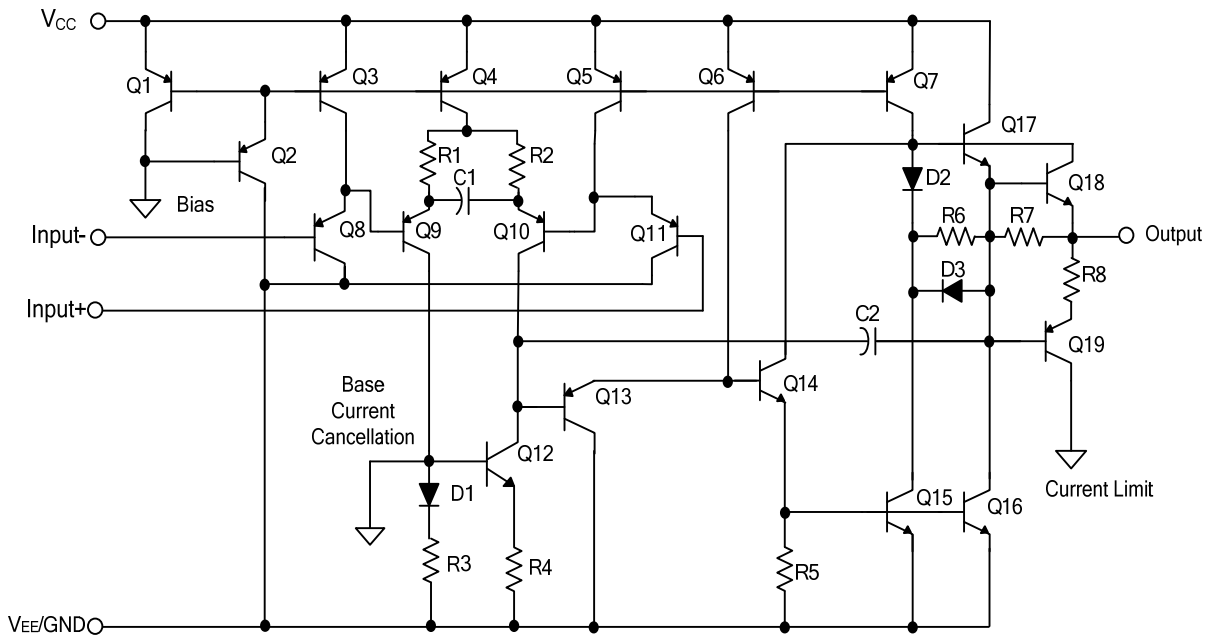 VCC
Q1
Q3
Q4
Q5
Q6
Q7
Q2
Q17
R1
R2
C1
D2
Q18
Bias
Input-
Q8
Q9
Q10
Q11
R6
R7
Output
D3
R8
Input+
C2
Q19
Base
Current
Cancellation
Q13
Q14
Q12
D1
Q15
Q16
Current Limit
R3
R4
R5
VEE/GND